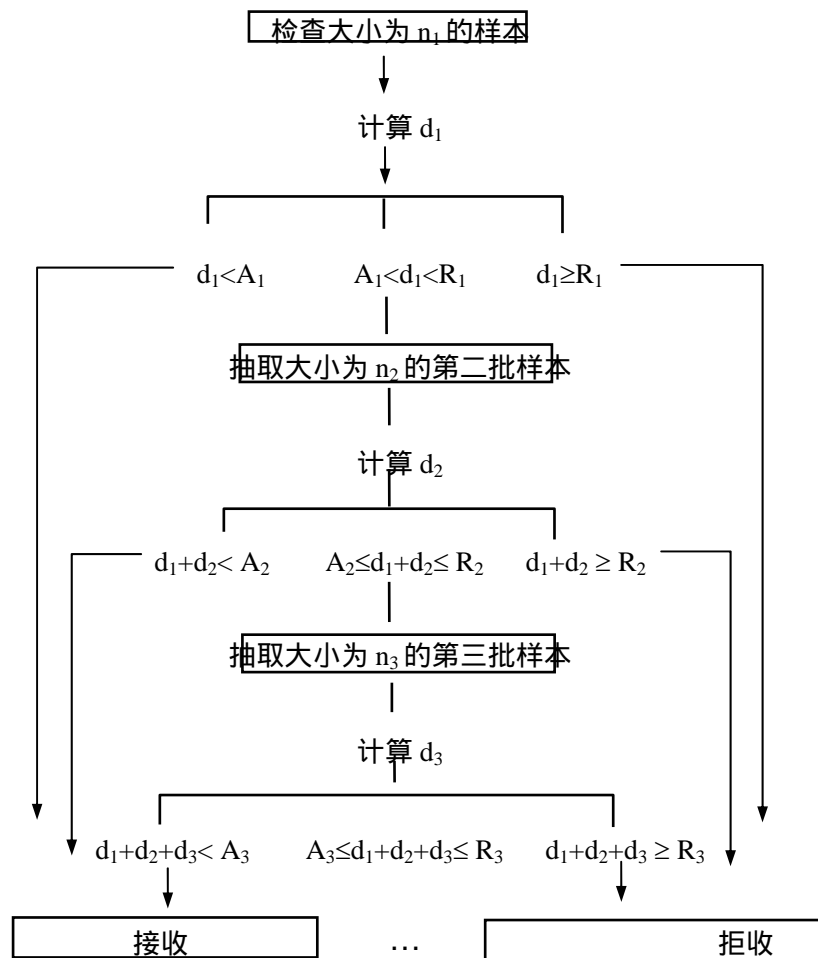 检查大小为 n₁ 的样本
计算 d₁
d₁<A₁ A₁<d₁<R₁ d₁≥R₁
抽取大小为 n₂ 的第二批样本
计算 d₂
d₁+d₂< A₂ A₂≤d₁+d₂≤ R₂ d₁+d₂ ≥ R₂
抽取大小为 n₃ 的第三批样本
计算 d₃
d₁+d₂+d₃< A₃ A₃≤d₁+d₂+d₃≤ R₃ d₁+d₂+d₃ ≥ R₃
接收 … 拒收